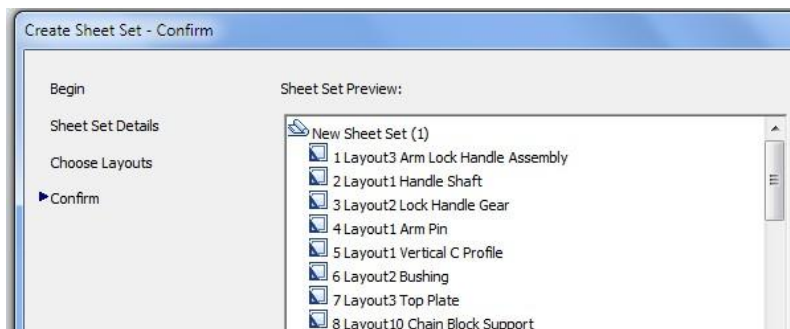 Create Sheet Set - Confirm
Begin
Sheet Set Details
Choose Layouts
Confirm
Sheet Set Preview:
New Sheet Set (1)
1 Layout3 Arm Lock Handle Assembly
2 Layout1 Handle Shaft
3 Layout2 Lock Handle Gear
4 Layout1 Arm Pin
5 Layout1 Vertical C Profile
6 Layout2 Bushing
7 Layout3 Top Plate
8 Layout10 Chain Block Support